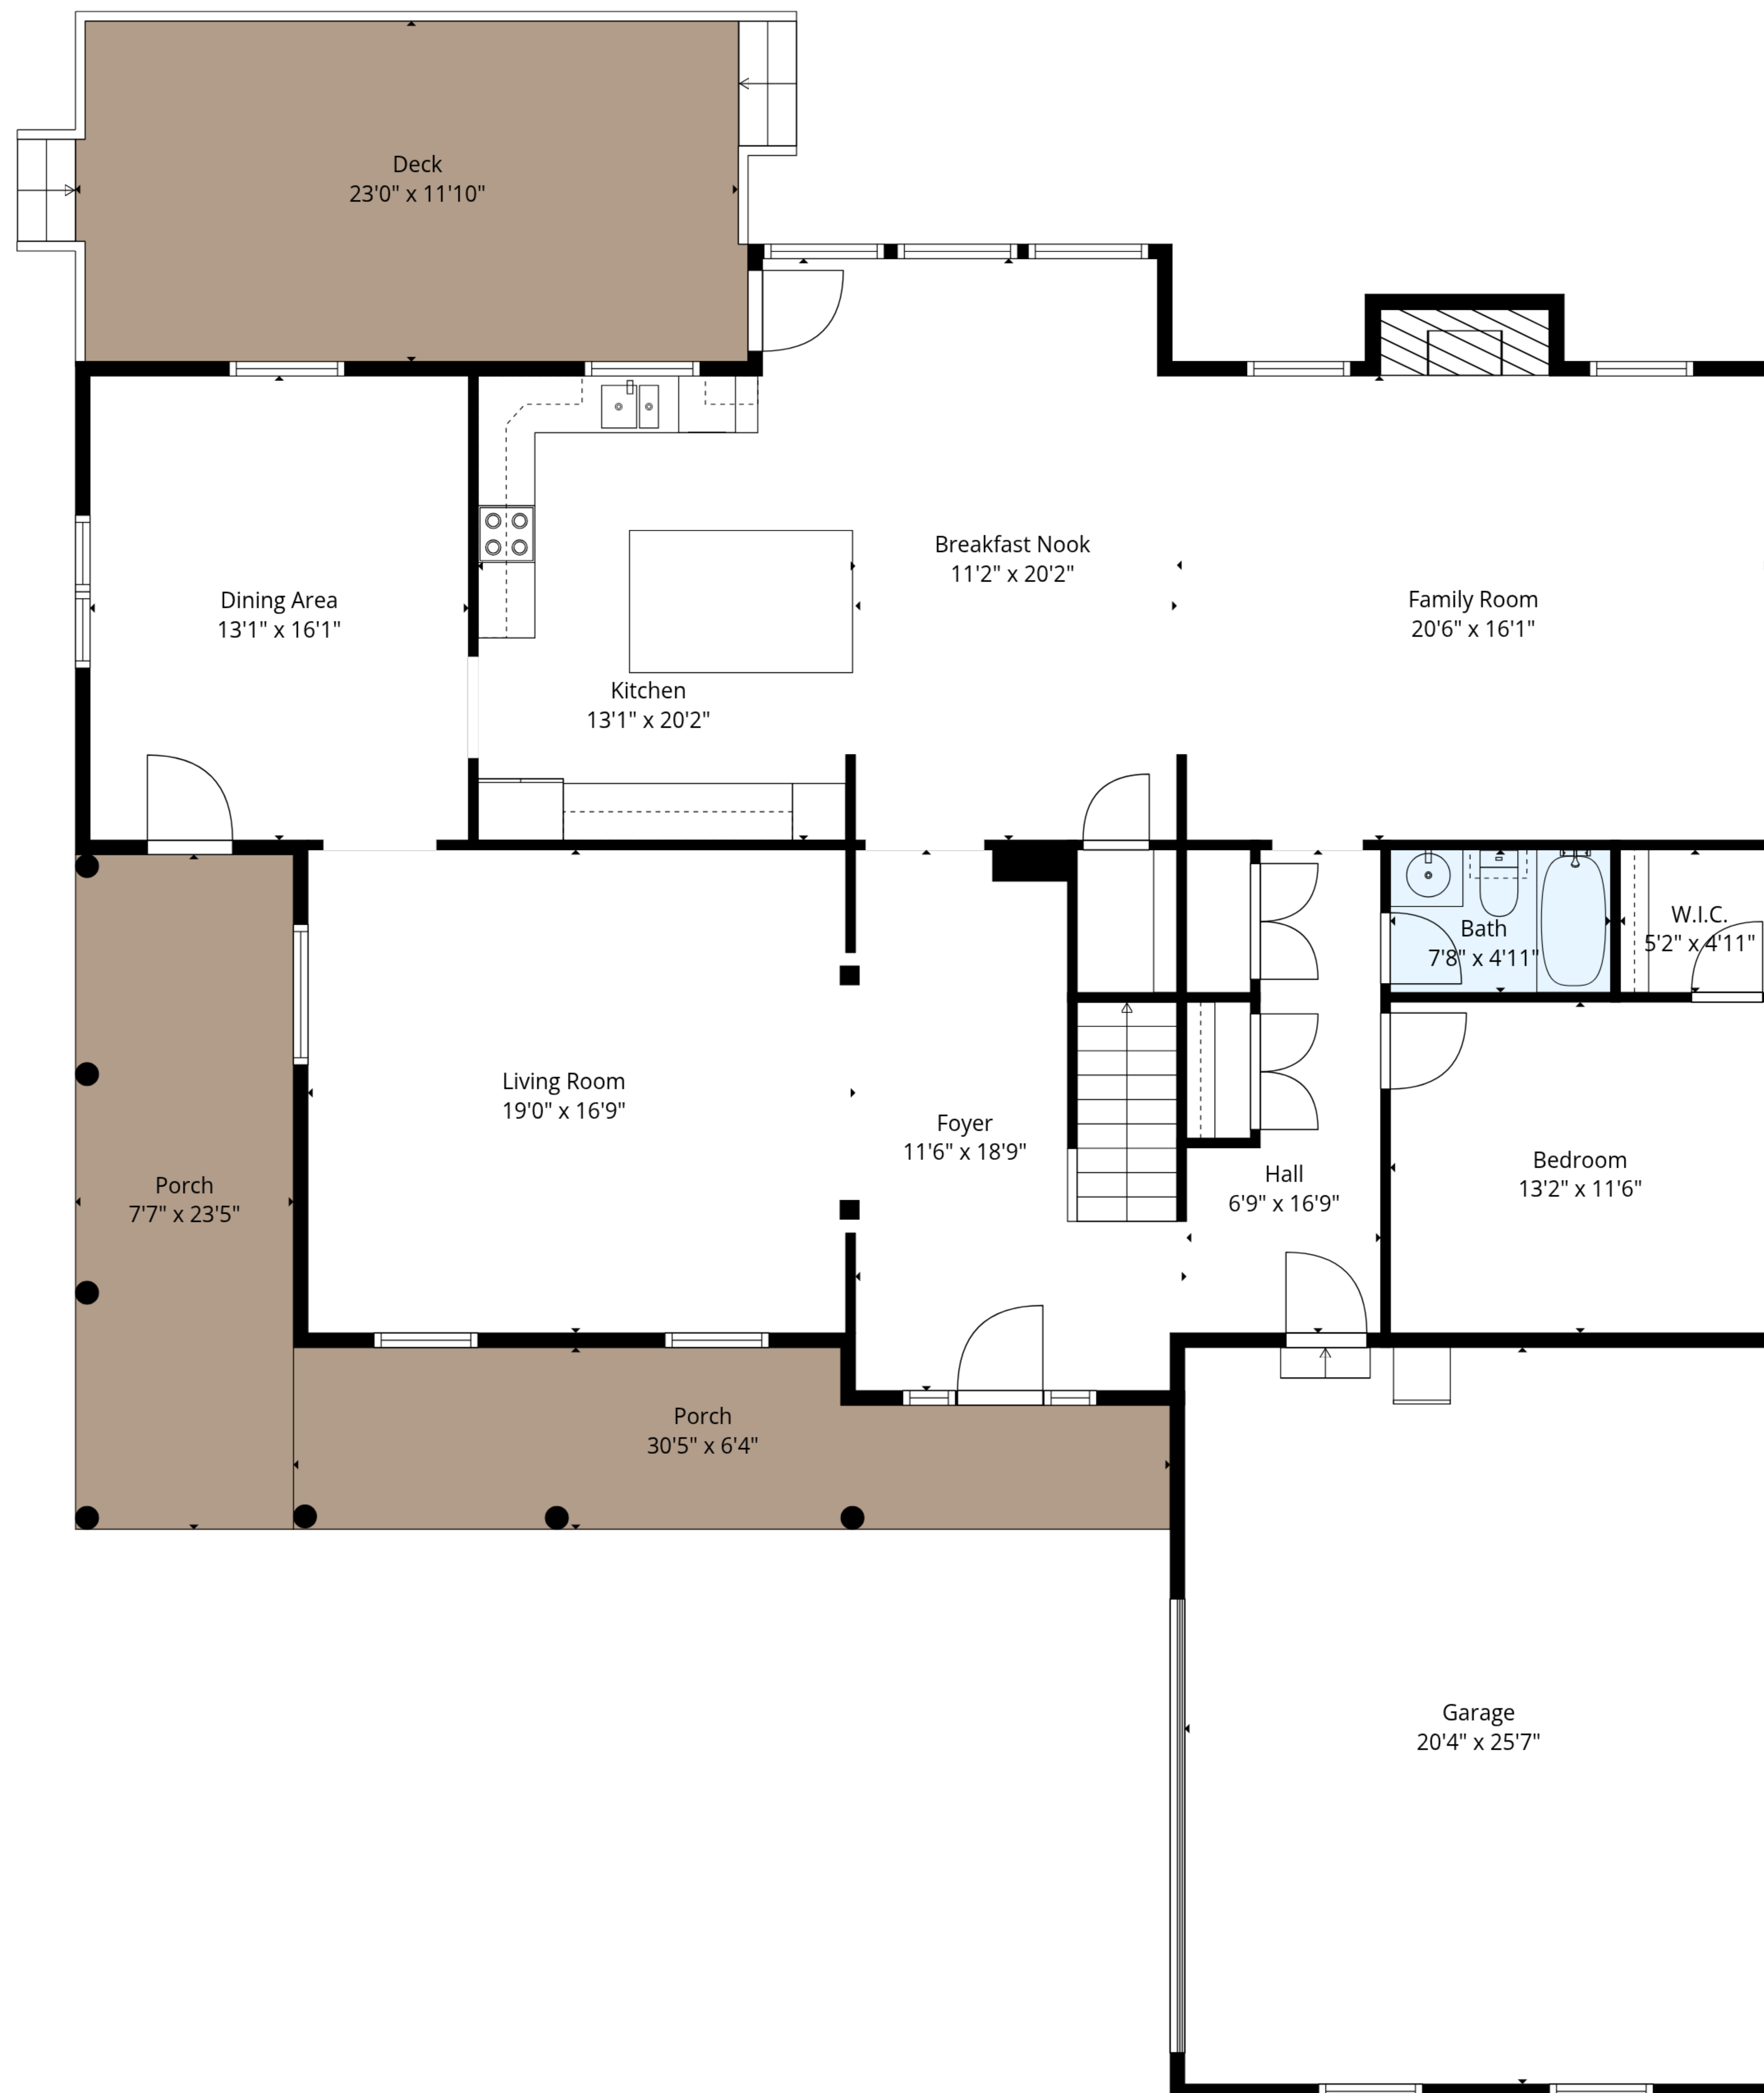 Deck
23'0" x 11'10"
Breakfast Nook
11'2" x 20'2"
Dining Area
13'1" x 16'1"
Family Room
20'6" x 16'1"
Kitchen
13'1" x 20'2"
Bath
7'8" x 4'11"
W.I.C.
5'2" x 4'11"
Living Room
19'0" x 16'9"
Foyer
11'6" x 18'9"
Hall
6'9" x 16'9"
Bedroom
13'2" x 11'6"
Porch
7'7" x 23'5"
Porch
30'5" x 6'4"
Garage
20'4" x 25'7"